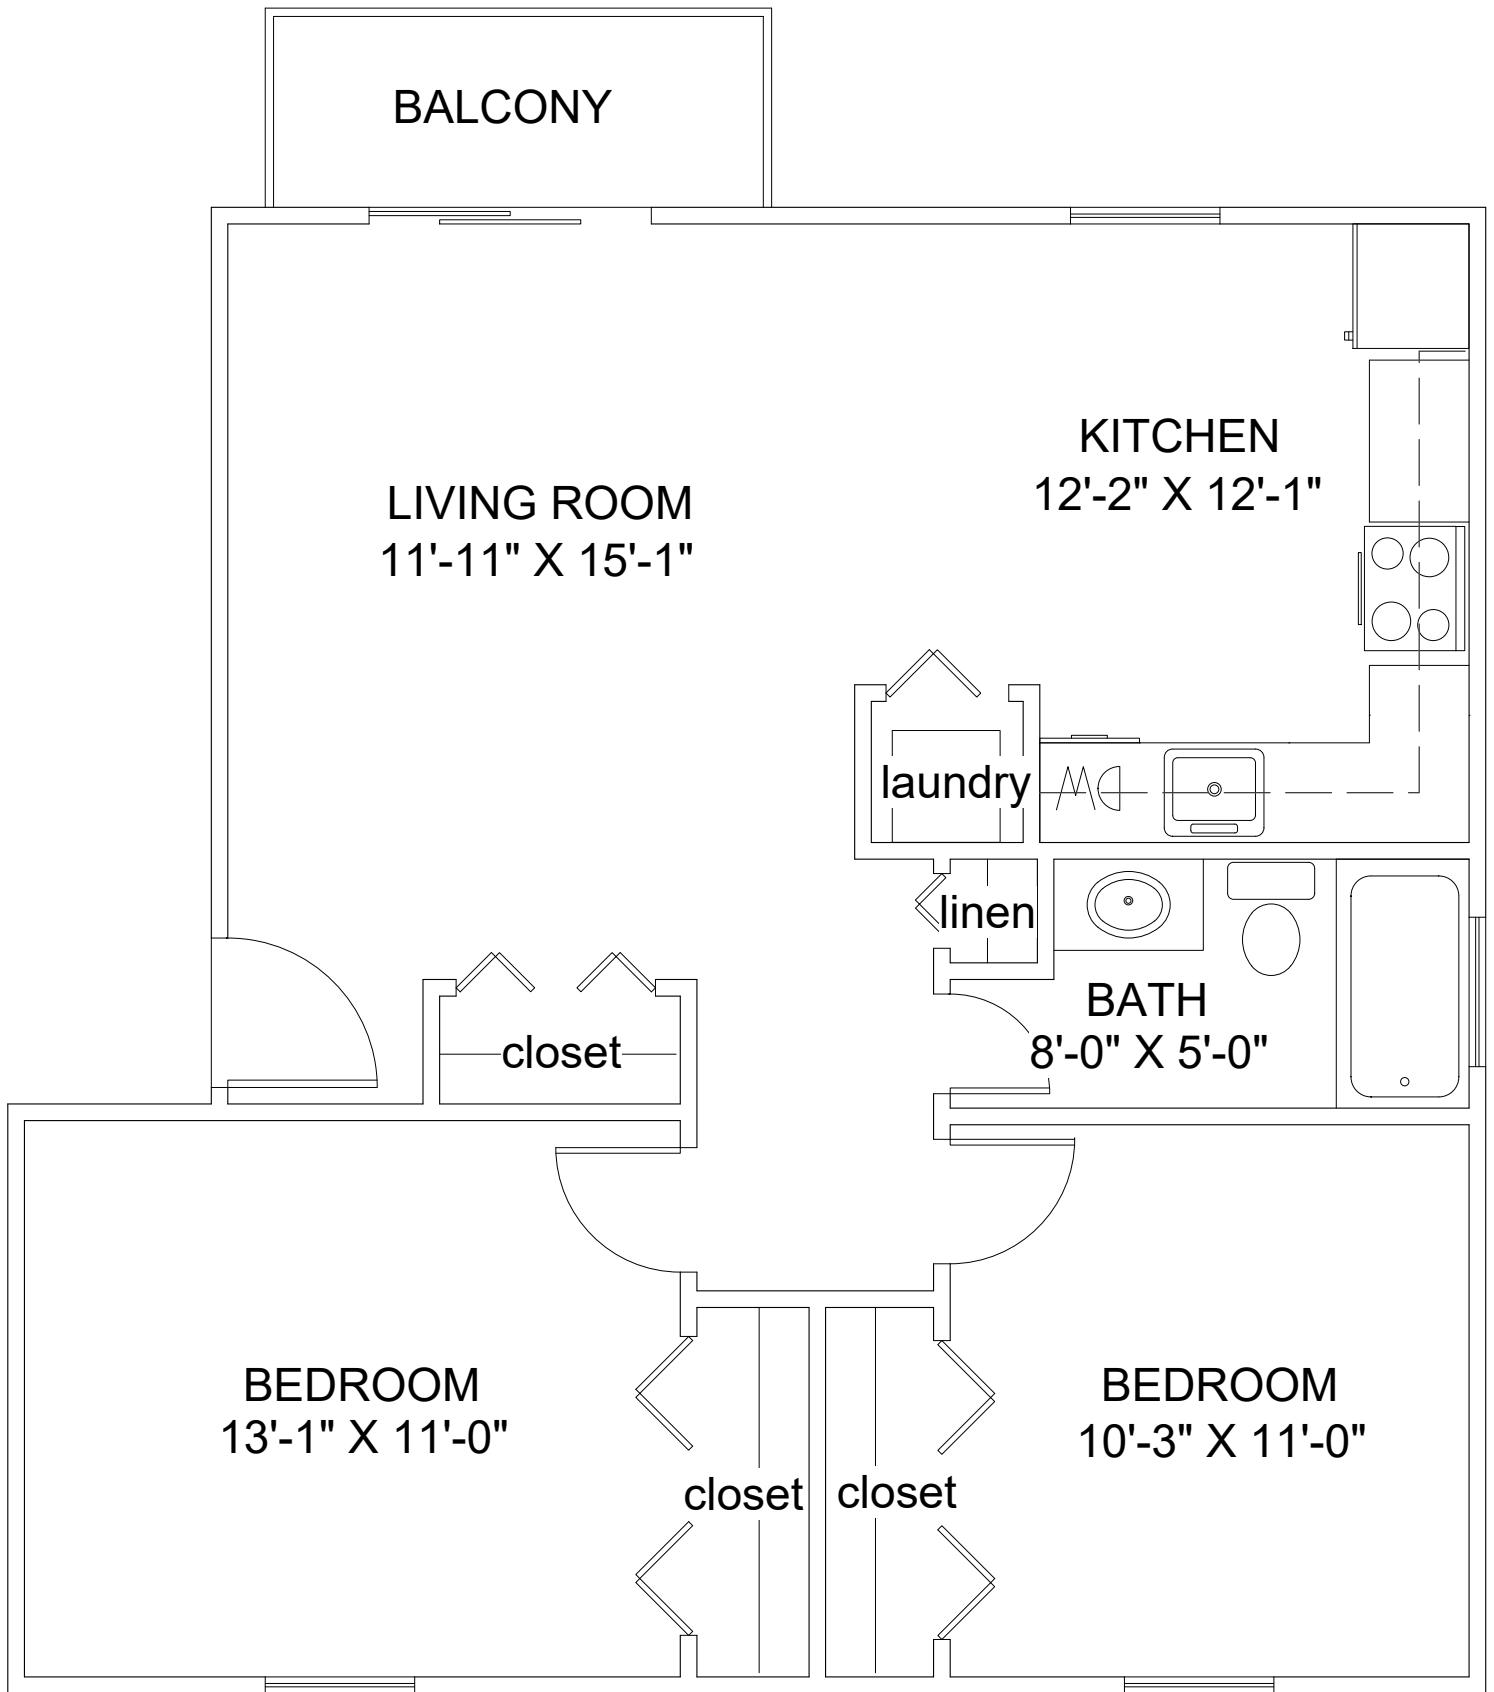 BALCONY
KITCHEN
12'-2" X 12'-1"
LIVING ROOM
11'-11" X 15'-1"
laundry
DW
linen
BATH
8'-0" X 5'-0"
closet
BEDROOM
13'-1" X 11'-0"
BEDROOM
10'-3" X 11'-0"
closet
closet